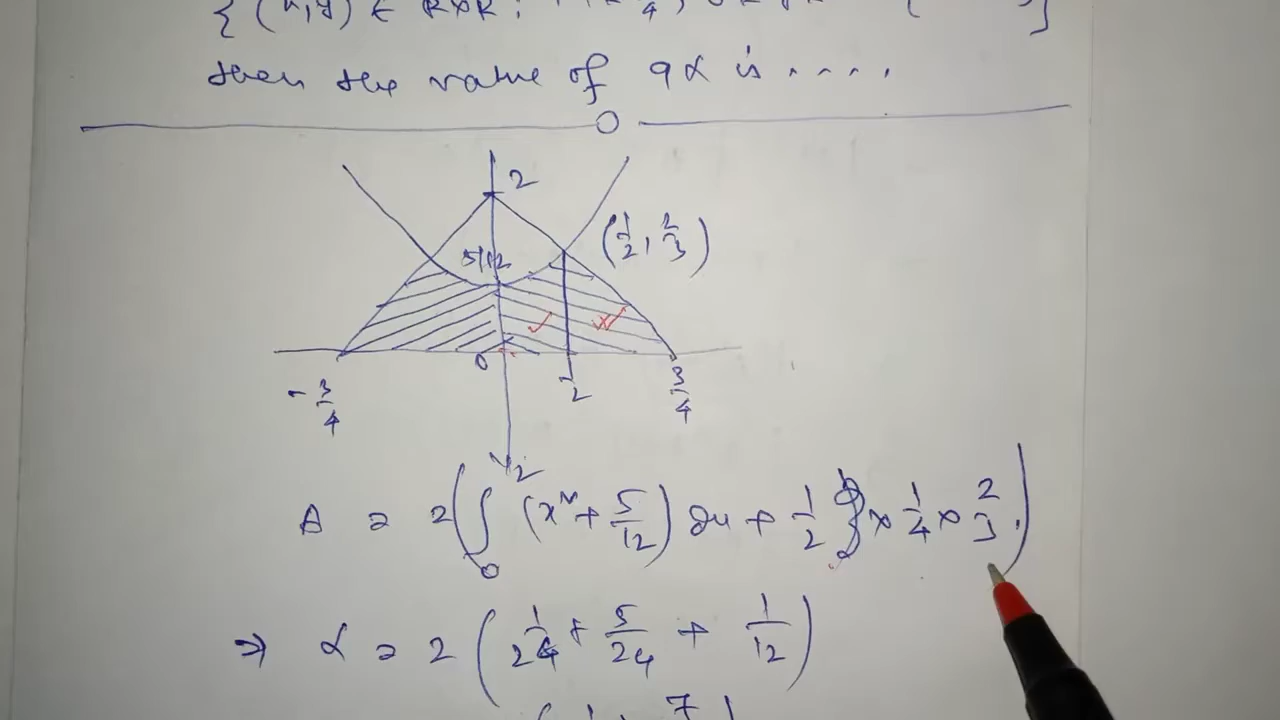 { (x,y) ∈ R×R :
then the value of 9α is ....
2
5/12
(1/2, 2/3)
-3/4 0 1/2 3/4
A = 2(∫₀^(1/2) (x² + 5/12) dx + 1/2 × 1/4 × 2/3.)
⇒ α = 2(1/24 + 5/24 + 1/12)
7